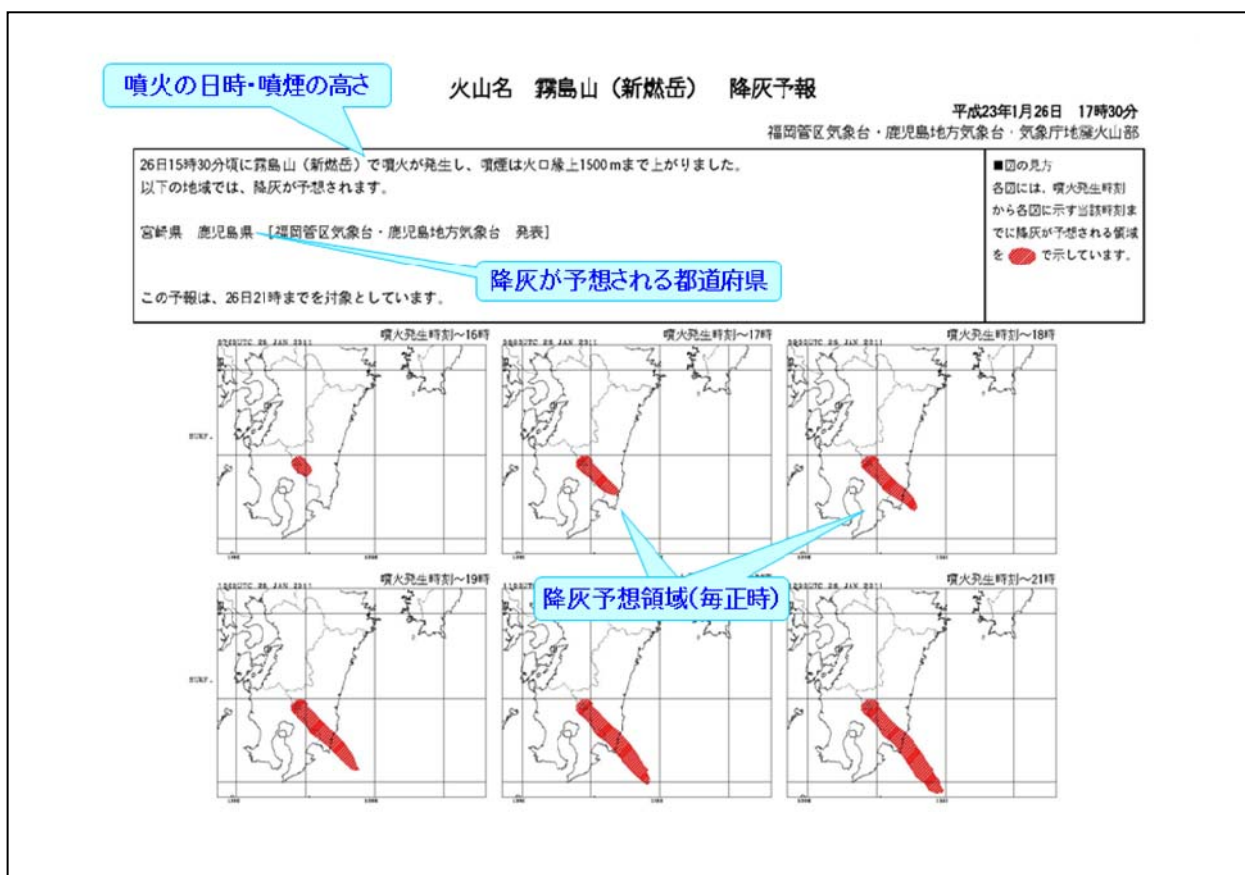 噴火の日時・噴煙の高さ
火山名 霧島山（新燃岳） 降灰予報
平成23年1月26日 17時30分
福岡管区気象台・鹿児島地方気象台・気象庁地震火山部
26日15時30分頃に霧島山（新燃岳）で噴火が発生し、噴煙は火口縁上1500mまで上がりました。
以下の地域では、降灰が予想されます。
宮崎県 鹿児島県 [福岡管区気象台・鹿児島地方気象台 発表]
降灰が予想される都道府県
この予報は、26日21時までを対象としています。
■図の見方
各図には、噴火発生時刻
から各図に示す当該時刻ま
でに降灰が予想される領域
を で示しています。
噴火発生時刻～16時
噴火発生時刻～17時
噴火発生時刻～18時
SURF.
降灰予想領域(毎正時)
噴火発生時刻～19時
噴火発生時刻～21時
SURF.